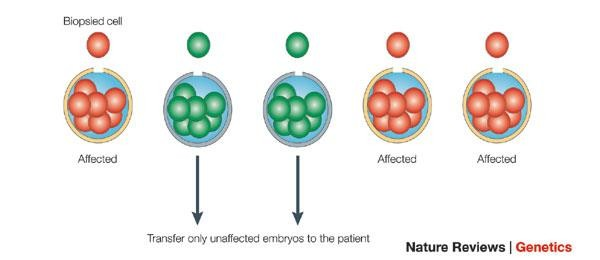 Biopsied cell
Affected
Affected
Affected
Transfer only unaffected embryos to the patient
Nature Reviews | Genetics